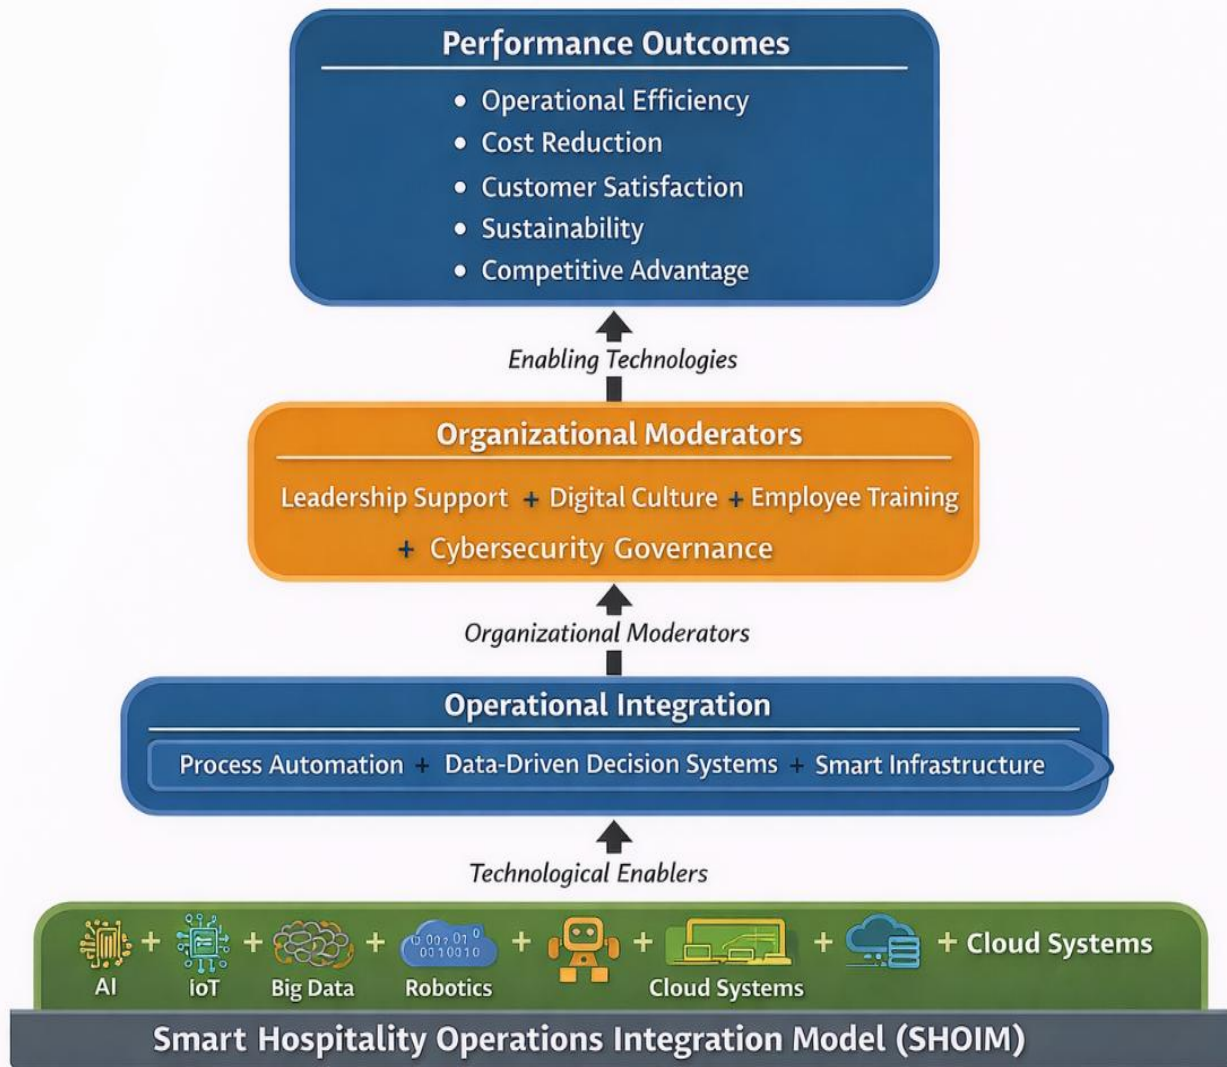 Performance Outcomes
• Operational Efficiency
• Cost Reduction
• Customer Satisfaction
• Sustainability
• Competitive Advantage
Enabling Technologies
Organizational Moderators
Leadership Support + Digital Culture + Employee Training
+ Cybersecurity Governance
Organizational Moderators
Operational Integration
Process Automation + Data-Driven Decision Systems + Smart Infrastructure
Technological Enablers
+ + + + + + + Cloud Systems
AI IoT Big Data Robotics Cloud Systems
Smart Hospitality Operations Integration Model (SHOIM)